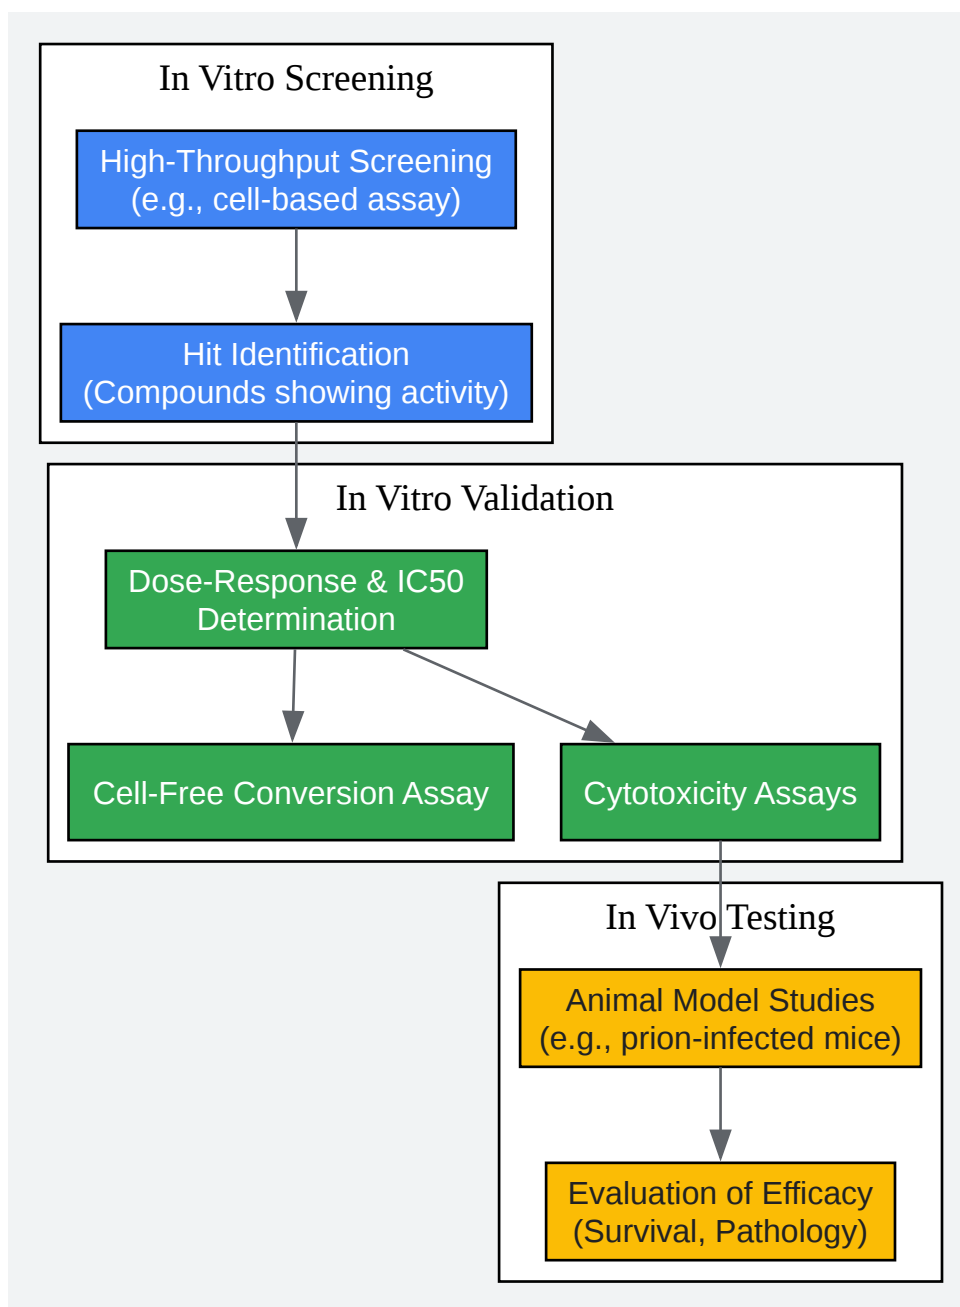 In Vitro Screening
High-Throughput Screening
(e.g., cell-based assay)
Hit Identification
(Compounds showing activity)
In Vitro Validation
Dose-Response & IC50
Determination
Cell-Free Conversion Assay
Cytotoxicity Assays
In Vivo Testing
Animal Model Studies
(e.g., prion-infected mice)
Evaluation of Efficacy
(Survival, Pathology)